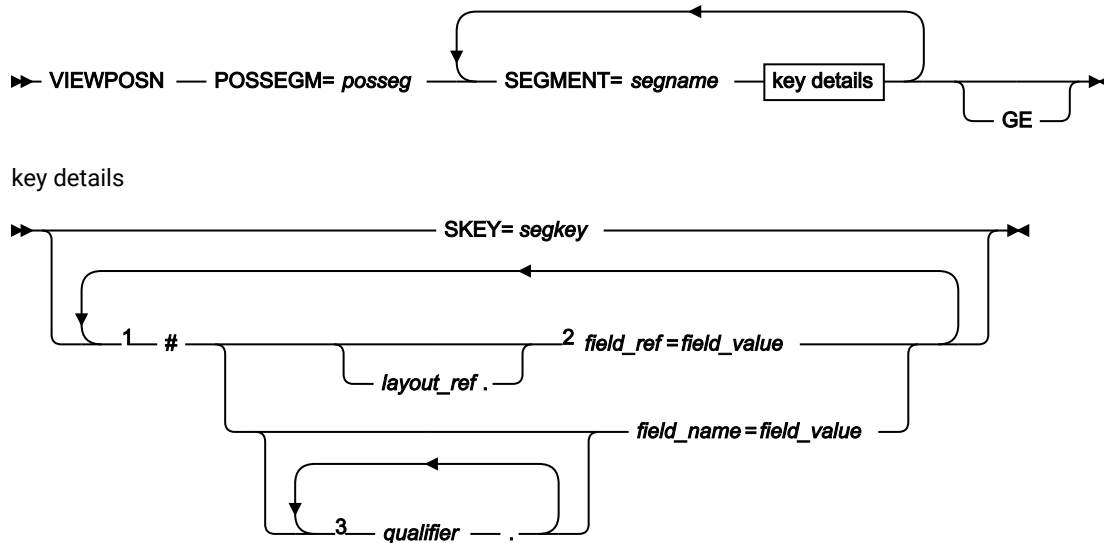 VIEWPOSN POSSEGM= posseg SEGMENT= segname key details
GE
key details
SKEY= segkey
1 # 2 field_ref =field_value
layout_ref .
field_name =field_value
3 qualifier .